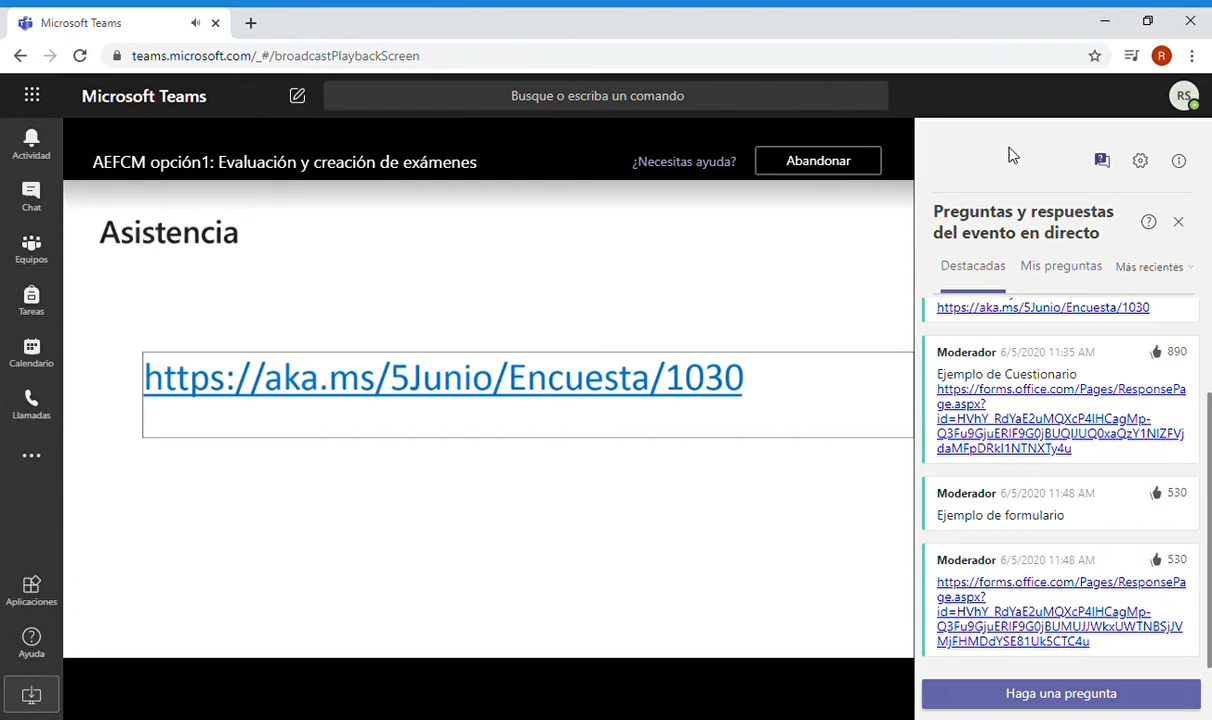 Microsoft Teams
teams.microsoft.com/_#/broadcastPlaybackScreen
R
Microsoft Teams
Busque o escriba un comando
RS
Actividad
Chat
Equipos
Tareas
Calendario
Llamadas
Aplicaciones
Ayuda
AEFCM opción1: Evaluación y creación de exámenes
¿Necesitas ayuda?
Abandonar
Asistencia
https://aka.ms/5Junio/Encuesta/1030
Preguntas y respuestas
del evento en directo
Destacadas
Mis preguntas
Más recientes
https://aka.ms/5Junio/Encuesta/1030
Moderador 6/5/2020 11:35 AM 890
Ejemplo de Cuestionario
https://forms.office.com/Pages/ResponsePa
ge.aspx?
id=HVhY_RdYaE2uMQXcP4IHCagMp-
Q3Fu9GjuERIF9G0jBUQlJUQ0xaQzY1NlZFVj
daMFpDRkI1NTNXTy4u
Moderador 6/5/2020 11:48 AM 530
Ejemplo de formulario
Moderador 6/5/2020 11:48 AM 530
https://forms.office.com/Pages/ResponsePa
ge.aspx?
id=HVhY_RdYaE2uMQXcP4IHCagMp-
Q3Fu9GjuERIF9G0jBUMUJJWkxUWTNBSjJV
MjFHMDdYSE81Uk5CTC4u
Haga una pregunta